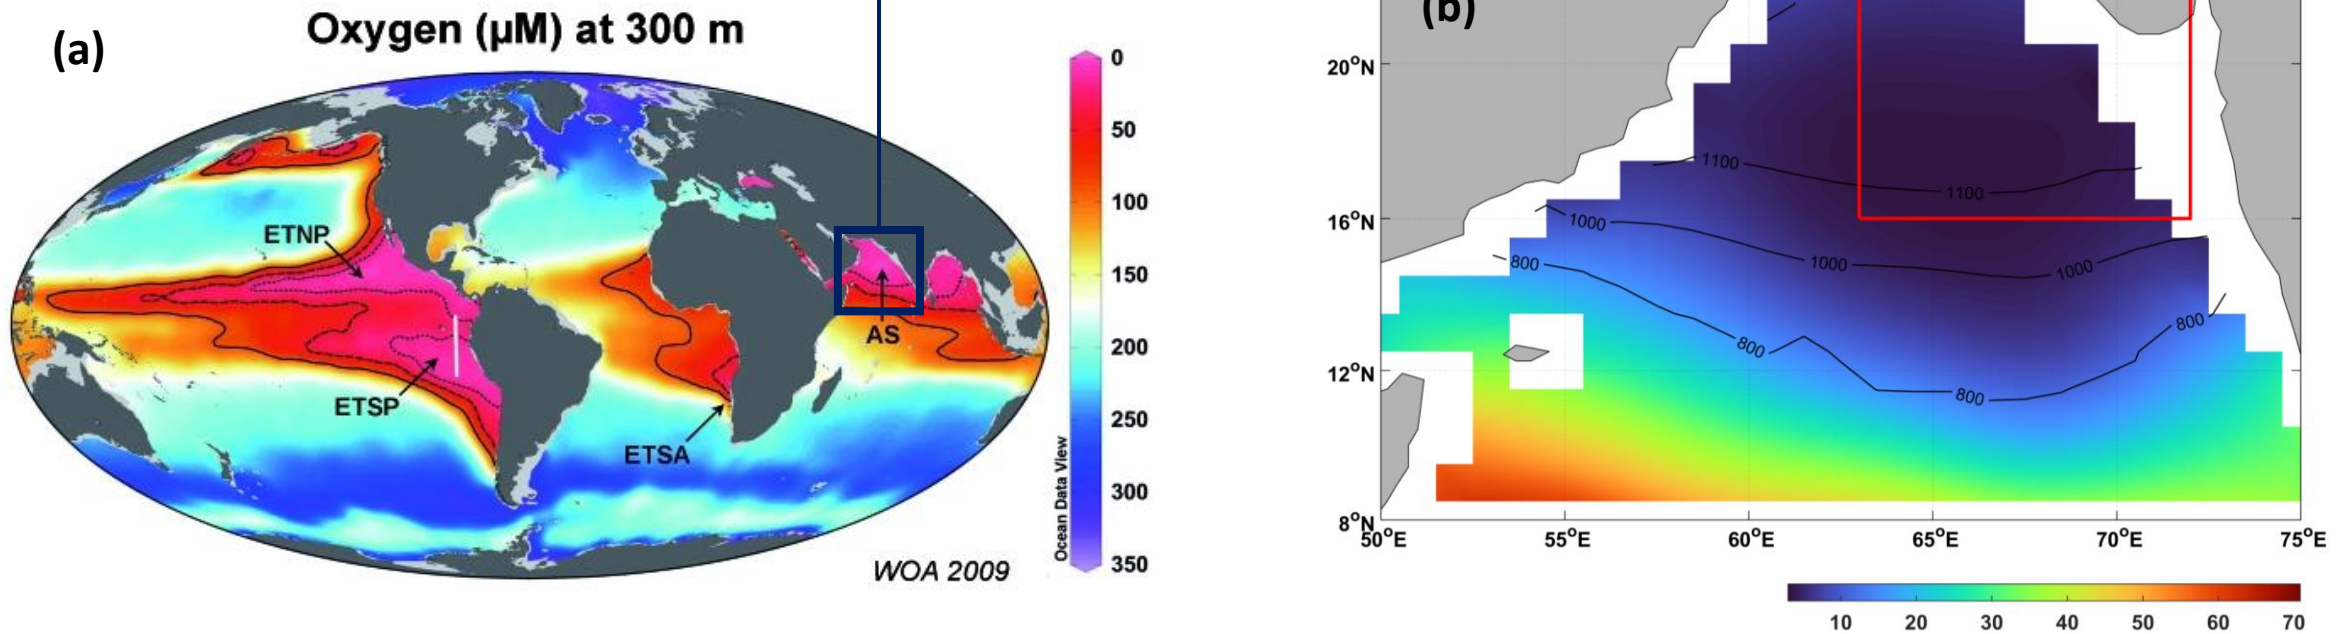 (a)
Oxygen (µM) at 300 m
ETNP
ETSP
ETSA
AS
0
50
100
150
200
250
300
350
Ocean Data View
WOA 2009
(b)
20°N
16°N
12°N
8°N
1100
1100
1000
1000
1000
800
800
800
800
50°E 55°E 60°E 65°E 70°E 75°E
10 20 30 40 50 60 70